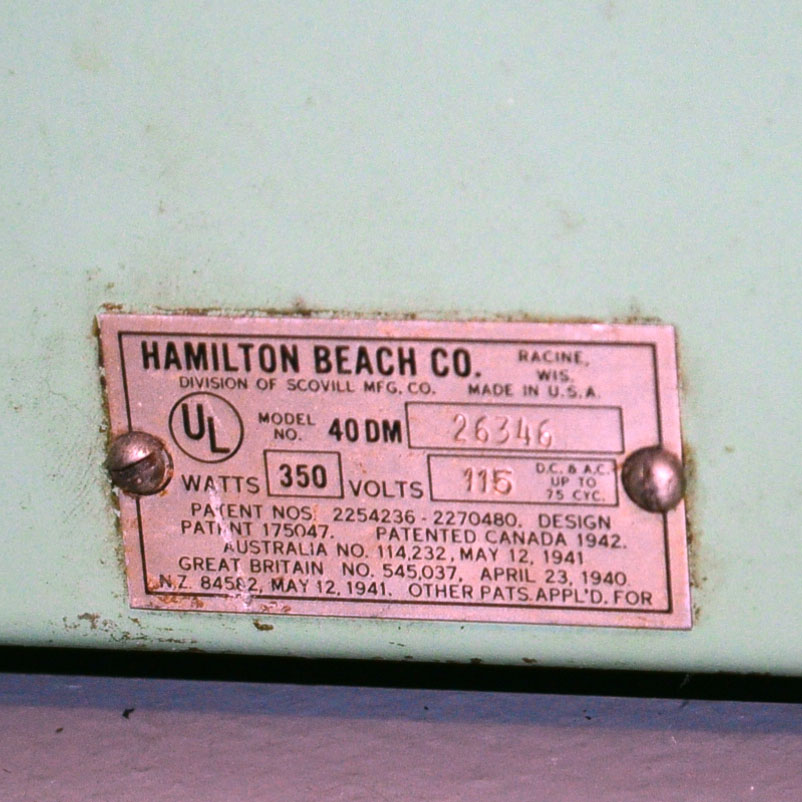 HAMILTON BEACH CO. RACINE, WIS.
DIVISION OF SCOVILL MFG. CO. MADE IN U.S.A.
UL MODEL NO. 40DM 26346
WATTS 350 VOLTS 115 D.C. & A.C. UP TO 75 CYC.
PATENT NOS. 2254236 - 2270480. DESIGN
PATENT 175047. PATENTED CANADA 1942.
AUSTRALIA NO. 114,232, MAY 12, 1941
GREAT BRITAIN NO. 545,037, APRIL 23, 1940.
N.Z. 84582, MAY 12, 1941. OTHER PATS. APPL'D. FOR